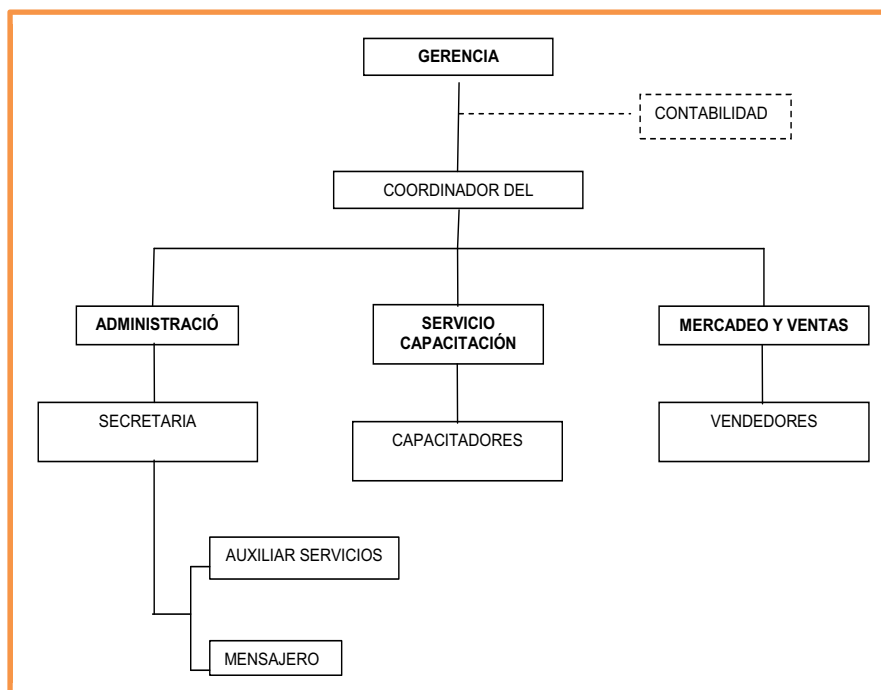 GERENCIA
CONTABILIDAD
COORDINADOR DEL
ADMINISTRACIÓ
SERVICIO
CAPACITACIÓN
MERCADEO Y VENTAS
SECRETARIA
CAPACITADORES
VENDEDORES
AUXILIAR SERVICIOS
MENSAJERO